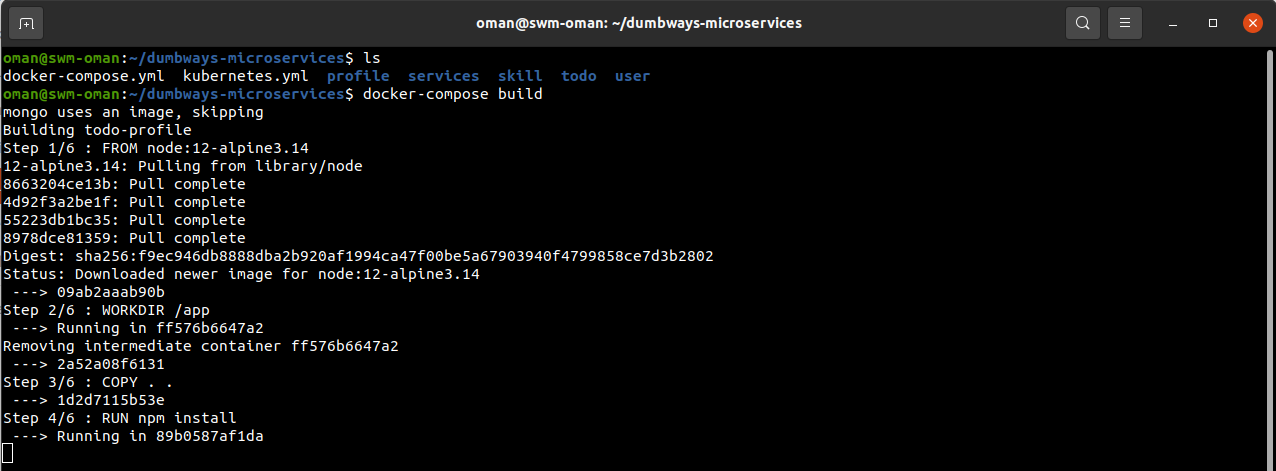 oman@swm-oman: ~/dumbways-microservices
oman@swm-oman:~/dumbways-microservices$ ls
docker-compose.yml  kubernetes.yml  profile  services  skill  todo  user
oman@swm-oman:~/dumbways-microservices$ docker-compose build
mongo uses an image, skipping
Building todo-profile
Step 1/6 : FROM node:12-alpine3.14
12-alpine3.14: Pulling from library/node
8663204ce13b: Pull complete
4d92f3a2be1f: Pull complete
55223db1bc35: Pull complete
8978dce81359: Pull complete
Digest: sha256:f9ec946db8888dba2b920af1994ca47f00be5a67903940f4799858ce7d3b2802
Status: Downloaded newer image for node:12-alpine3.14
 ---> 09ab2aaab90b
Step 2/6 : WORKDIR /app
 ---> Running in ff576b6647a2
Removing intermediate container ff576b6647a2
 ---> 2a52a08f6131
Step 3/6 : COPY . .
 ---> 1d2d7115b53e
Step 4/6 : RUN npm install
 ---> Running in 89b0587af1da